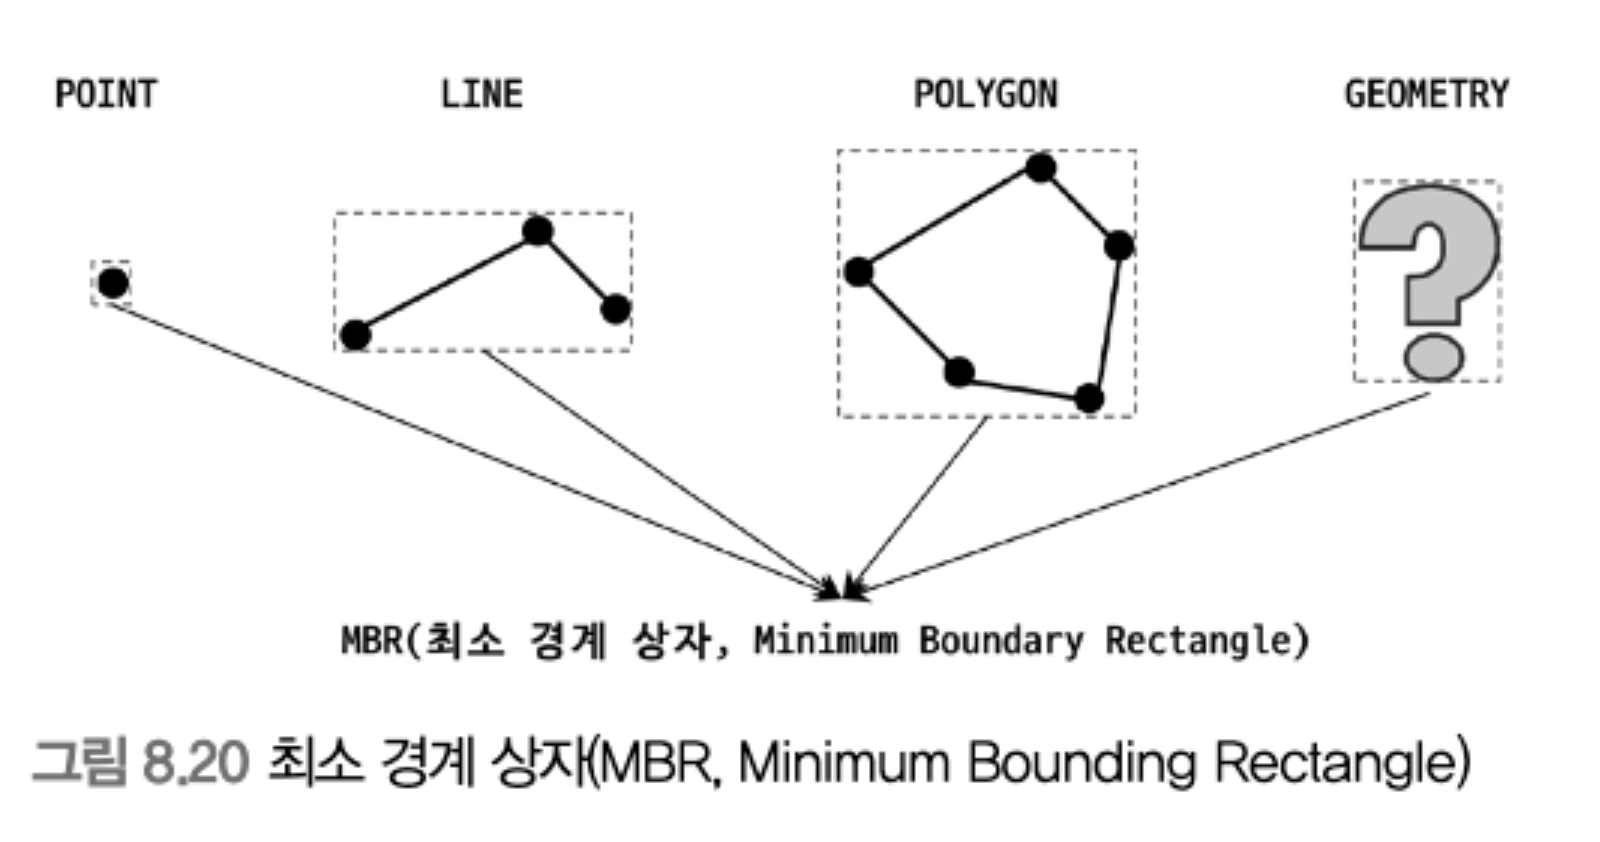 POINT LINE POLYGON GEOMETRY
?
MBR(최소 경계 상자, Minimum Boundary Rectangle)
그림 8.20 최소 경계 상자(MBR, Minimum Bounding Rectangle)